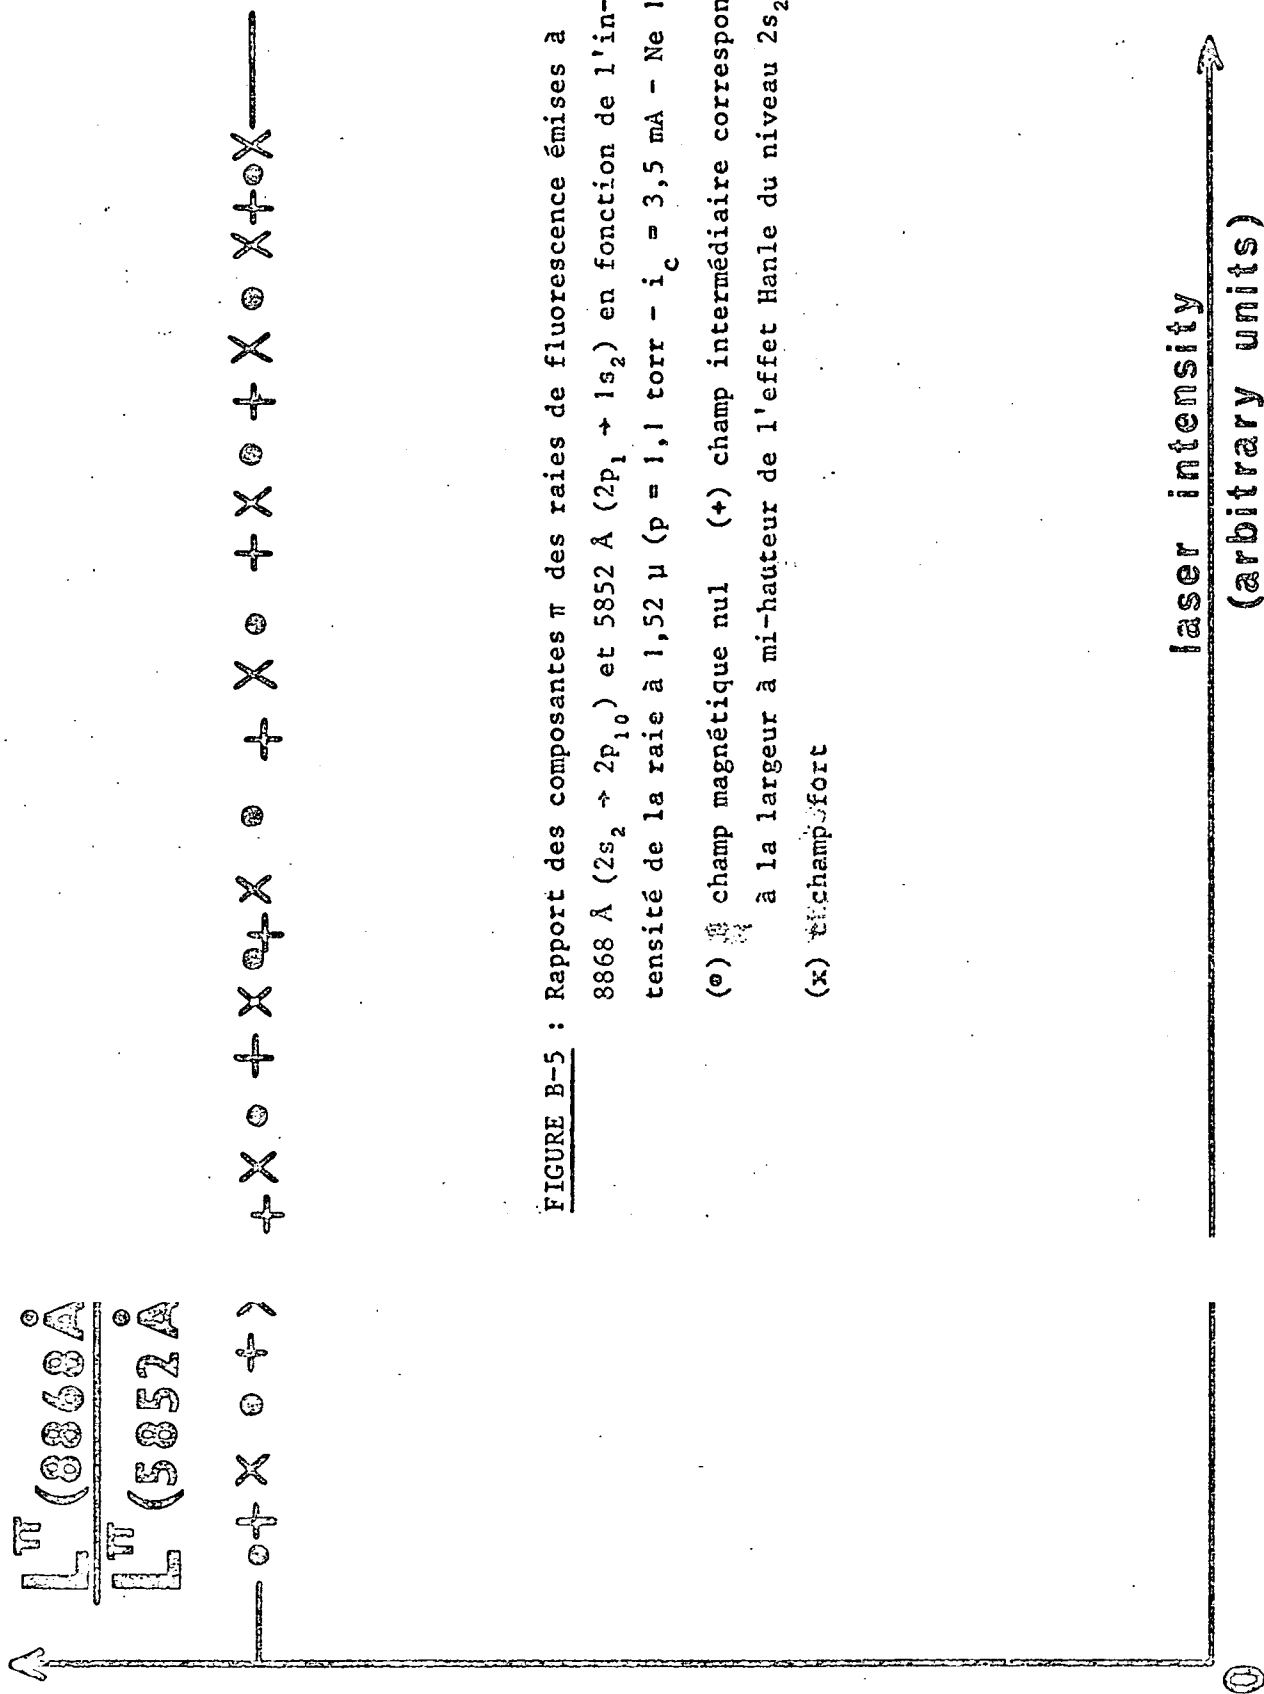 Lπ (8868 Å
Lπ (5852 Å
FIGURE B-5 : Rapport des composantes π des raies de fluorescence émises à
8868 Å (2s₂ → 2p₁₀) et 5852 Å (2p₁ → 1s₂) en fonction de l'in-
tensité de la raie à 1,52 μ (p = 1,1 torr - i_c = 3,5 mA - Ne
(o) champ magnétique nul (+) champ intermédiaire correspon
à la largeur à mi-hauteur de l'effet Hanle du niveau 2s₂
(x) champ fort
laser intensity
(arbitrary units)
0